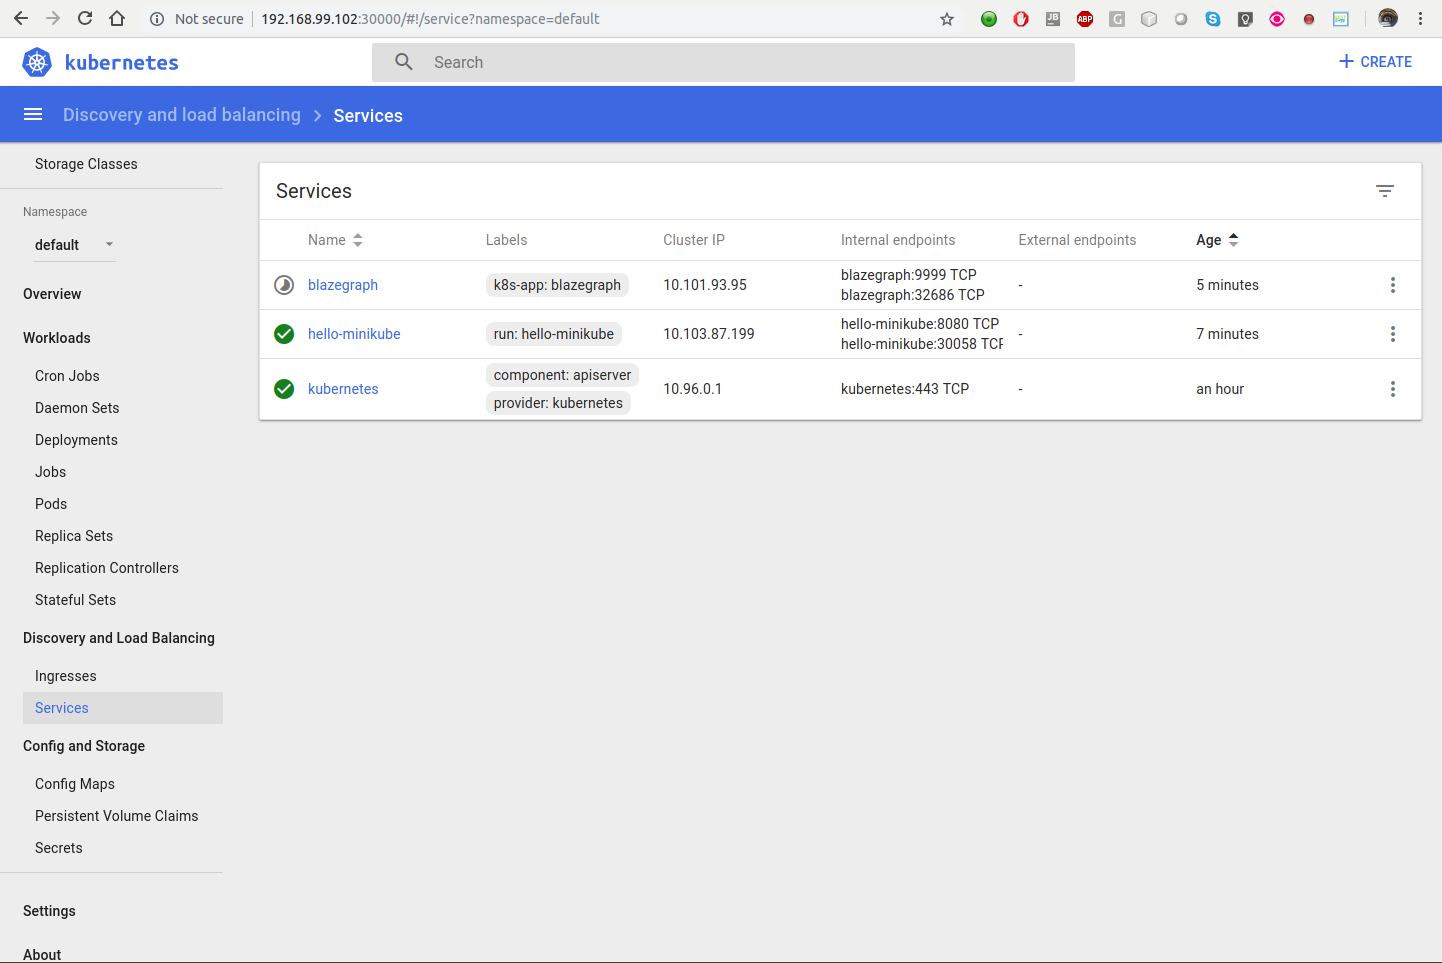 Not secure 192.168.99.102:30000/#!/service?namespace=default
JB ABP G
kubernetes
Search
+ CREATE
Discovery and load balancing > Services
Storage Classes
Namespace
default
Overview
Workloads
Cron Jobs
Daemon Sets
Deployments
Jobs
Pods
Replica Sets
Replication Controllers
Stateful Sets
Discovery and Load Balancing
Ingresses
Services
Config and Storage
Config Maps
Persistent Volume Claims
Secrets
Settings
About
Services
Name Labels Cluster IP Internal endpoints External endpoints Age
blazegraph k8s-app: blazegraph 10.101.93.95 blazegraph:9999 TCP - 5 minutes
blazegraph:32686 TCP
hello-minikube run: hello-minikube 10.103.87.199 hello-minikube:8080 TCP - 7 minutes
hello-minikube:30058 TCP
kubernetes component: apiserver 10.96.0.1 kubernetes:443 TCP - an hour
provider: kubernetes